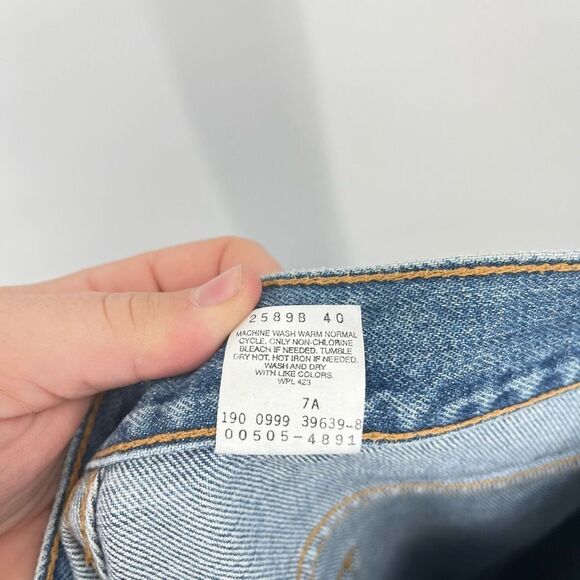 2589B 40
MACHINE WASH WARM NORMAL
CYCLE. ONLY NON-CHLORINE
BLEACH IF NEEDED. TUMBLE
DRY HOT. HOT IRON IF NEEDED.
WASH AND DRY
WITH LIKE COLORS
WPL 423
7A
190 0999 39639-8
00505-4891